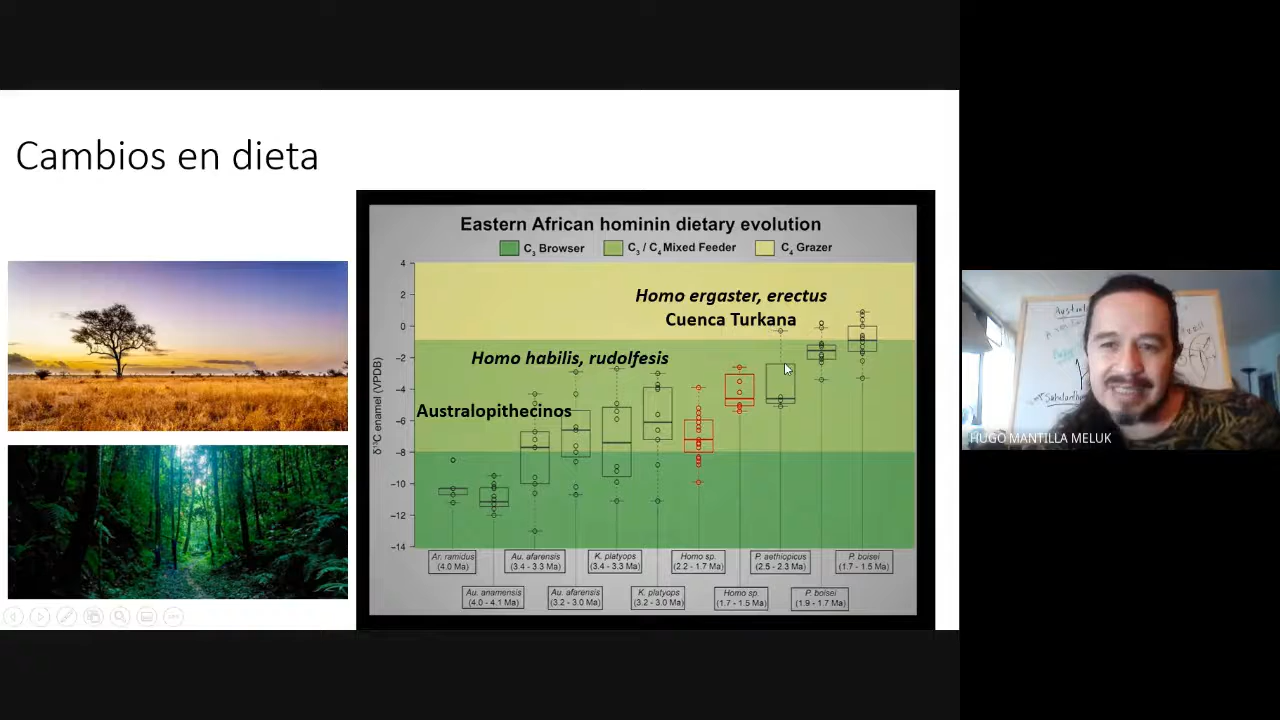 Cambios en dieta
Eastern African hominin dietary evolution
C3 Browser
C3 / C4 Mixed Feeder
C4 Grazer
δ13C enamel (VPDB)
4
2
0
−2
−4
−6
−8
−10
−12
−14
Homo ergaster, erectus
Cuenca Turkana
Homo habilis, rudolfesis
Australopithecinos
Ar. ramidus
(4.0 Ma)
Au. afarensis
(3.4 - 3.3 Ma)
K. platyops
(3.4 - 3.3 Ma)
Homo sp.
(2.2 - 1.7 Ma)
P. aethiopicus
(2.5 - 2.3 Ma)
P. boisei
(1.7 - 1.5 Ma)
Au. anamensis
(4.0 - 4.1 Ma)
Au. afarensis
(3.2 - 3.0 Ma)
K. platyops
(3.2 - 3.0 Ma)
Homo sp.
(1.7 - 1.5 Ma)
P. boisei
(1.9 - 1.7 Ma)
HUGO MANTILLA MELUK